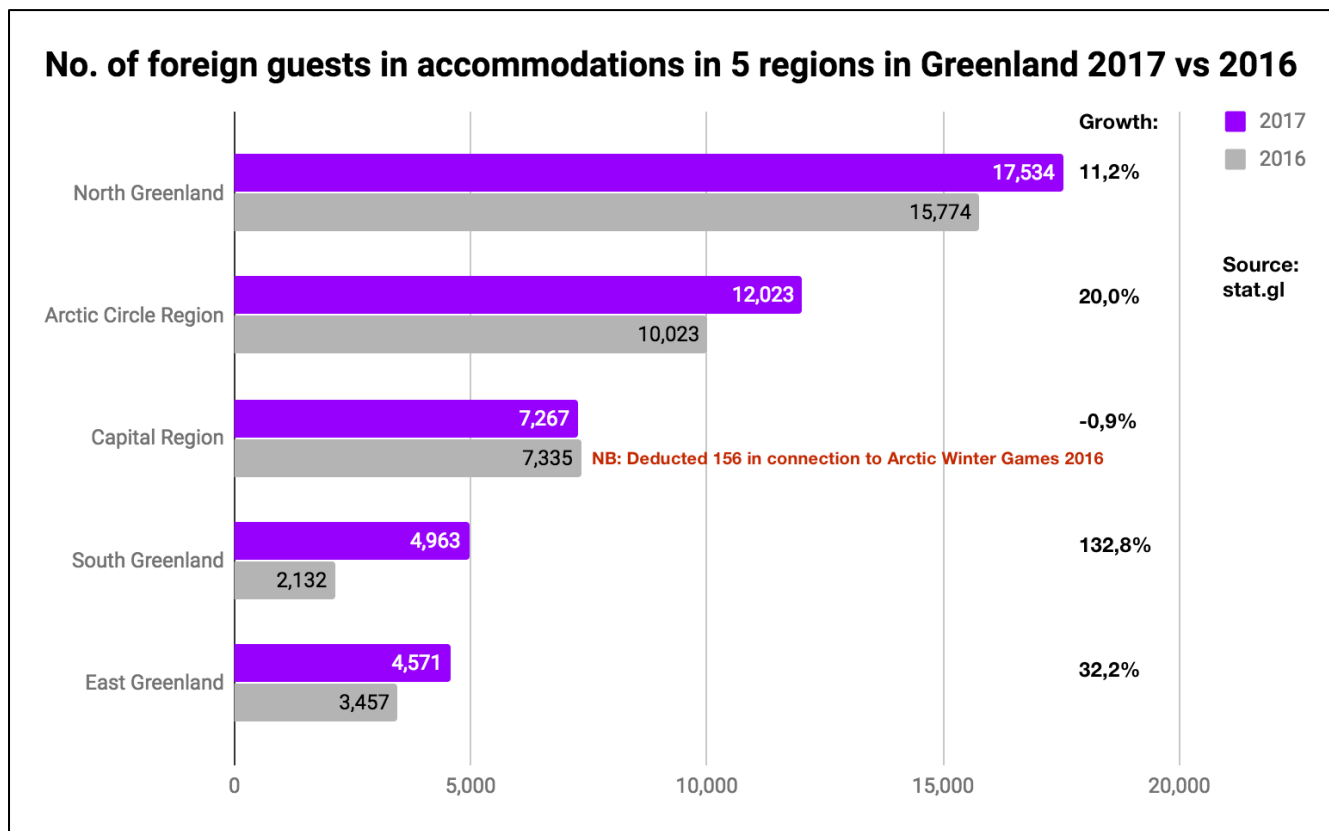 No. of foreign guests in accommodations in 5 regions in Greenland 2017 vs 2016
Growth:
2017
2016
North Greenland
17,534
11,2%
15,774
Source:
stat.gl
Arctic Circle Region
12,023
20,0%
10,023
Capital Region
7,267
-0,9%
7,335
NB: Deducted 156 in connection to Arctic Winter Games 2016
South Greenland
4,963
132,8%
2,132
East Greenland
4,571
32,2%
3,457
0
5,000
10,000
15,000
20,000